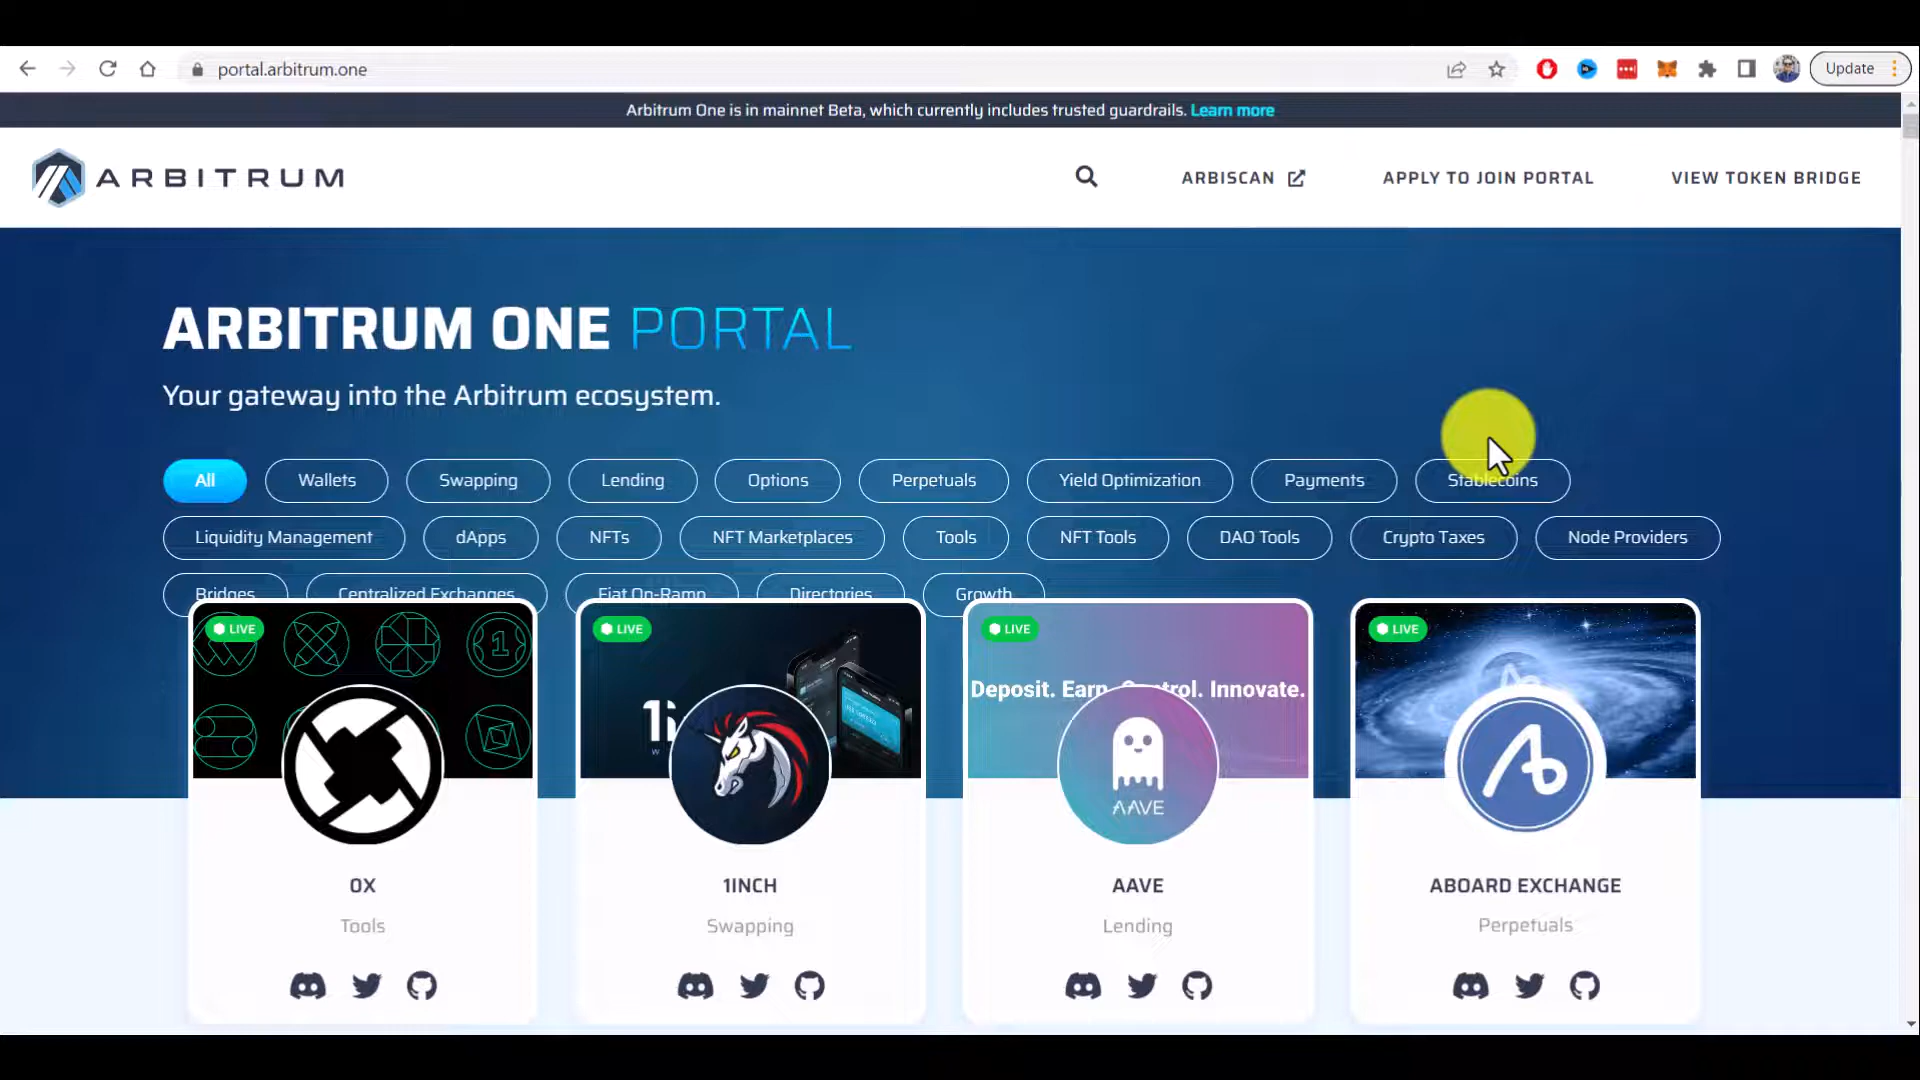 portal.arbitrum.one
Update
Arbitrum One is in mainnet Beta, which currently includes trusted guardrails. Learn more
ARBITRUM
ARBISCAN
APPLY TO JOIN PORTAL
VIEW TOKEN BRIDGE
ARBITRUM ONE PORTAL
Your gateway into the Arbitrum ecosystem.
All
Wallets
Swapping
Lending
Options
Perpetuals
Yield Optimization
Payments
Stablecoins
Liquidity Management
dApps
NFTs
NFT Marketplaces
Tools
NFT Tools
DAO Tools
Crypto Taxes
Node Providers
Bridges
Centralized Exchanges
Fiat On-Ramp
Directories
Growth
LIVE
LIVE
LIVE
LIVE
Deposit. Earn. Control. Innovate.
AAVE
0X
1INCH
AAVE
ABOARD EXCHANGE
Tools
Swapping
Lending
Perpetuals